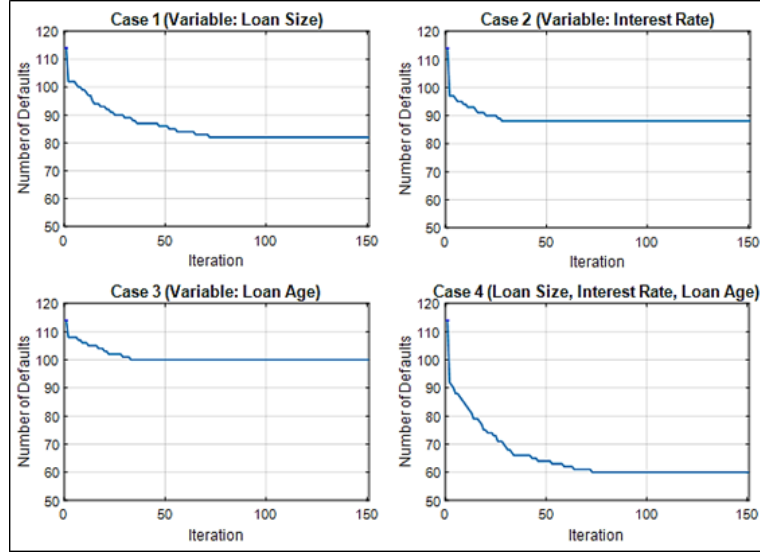 Case 1 (Variable: Loan Size)
Number of Defaults
120
110
100
90
80
70
60
50
0 50 100 150
Iteration
Case 2 (Variable: Interest Rate)
Number of Defaults
120
110
100
90
80
70
60
50
0 50 100 150
Iteration
Case 3 (Variable: Loan Age)
Number of Defaults
120
110
100
90
80
70
60
50
0 50 100 150
Iteration
Case 4 (Loan Size, Interest Rate, Loan Age)
Number of Defaults
120
110
100
90
80
70
60
50
0 50 100 150
Iteration